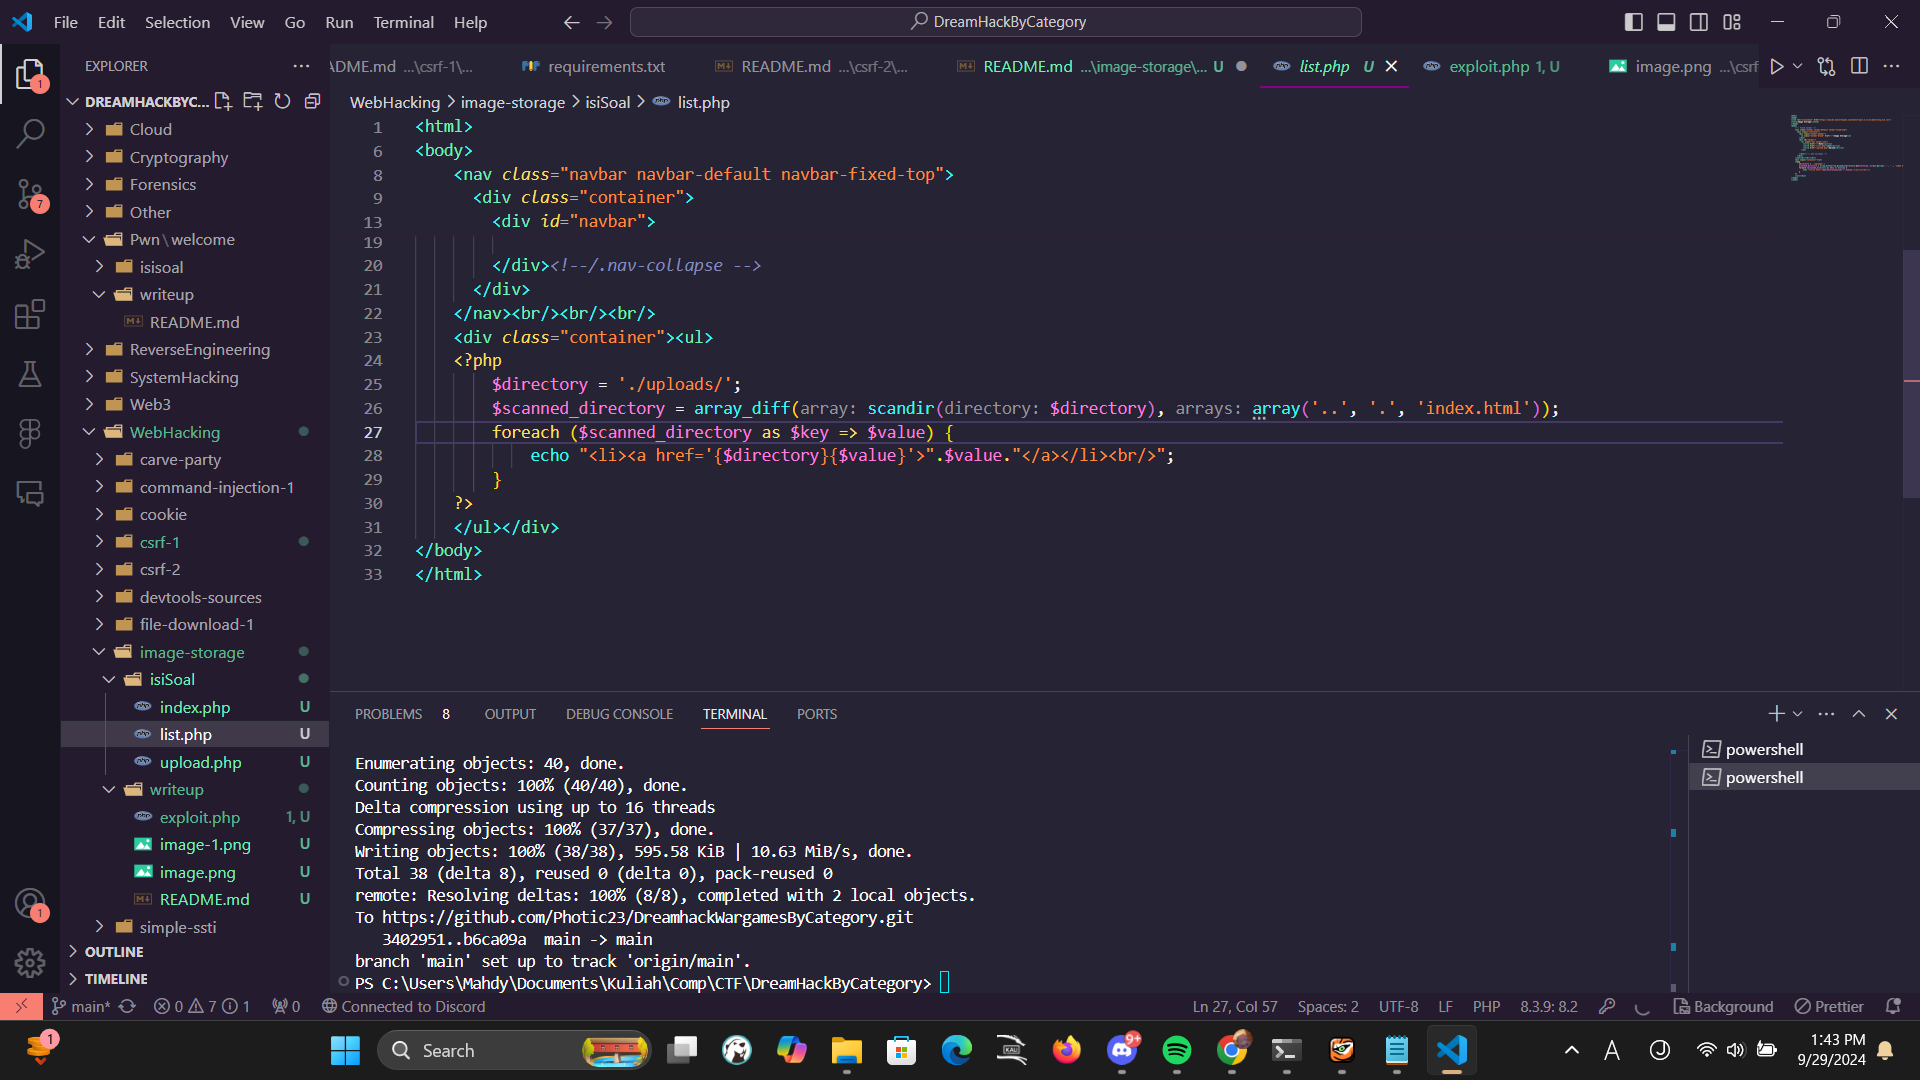 File Edit Selection View Go Run Terminal Help
DreamHackByCategory
EXPLORER
DREAMHACKBYC...
Cloud
Cryptography
Forensics
Other
Pwn\welcome
isisoal
writeup
README.md
ReverseEngineering
SystemHacking
Web3
WebHacking
carve-party
command-injection-1
cookie
csrf-1
csrf-2
devtools-sources
file-download-1
image-storage
isiSoal
index.php U
list.php U
upload.php U
writeup
exploit.php 1, U
image-1.png U
image.png U
README.md U
simple-ssti
OUTLINE
TIMELINE
1
7
1
ADME.md ...\csrf-1\... requirements.txt README.md ...\csrf-2\... README.md ...\image-storage\... U list.php U exploit.php 1, U image.png ...\csrf
WebHacking > image-storage > isiSoal > list.php
1 <html>
6 <body>
8 <nav class="navbar navbar-default navbar-fixed-top">
9 <div class="container">
13 <div id="navbar">
19
20 </div><!--/.nav-collapse -->
21 </div>
22 </nav><br/><br/><br/>
23 <div class="container"><ul>
24 <?php
25 $directory = './uploads/';
26 $scanned_directory = array_diff(array: scandir(directory: $directory), arrays: array('..', '.', 'index.html'));
27 foreach ($scanned_directory as $key => $value) {
28 echo "<li><a href='{$directory}{$value}'>".$value."</a></li><br/>";
29 }
30 ?>
31 </ul></div>
32 </body>
33 </html>
PROBLEMS 8 OUTPUT DEBUG CONSOLE TERMINAL PORTS
Enumerating objects: 40, done.
Counting objects: 100% (40/40), done.
Delta compression using up to 16 threads
Compressing objects: 100% (37/37), done.
Writing objects: 100% (38/38), 595.58 KiB | 10.63 MiB/s, done.
Total 38 (delta 8), reused 0 (delta 0), pack-reused 0
remote: Resolving deltas: 100% (8/8), completed with 2 local objects.
To https://github.com/Photic23/DreamhackWargamesByCategory.git
3402951..b6ca09a  main -> main
branch 'main' set up to track 'origin/main'.
PS C:\Users\Mahdy\Documents\Kuliah\Comp\CTF\DreamHackByCategory>
powershell
powershell
main* 0 7 1 0 Connected to Discord Ln 27, Col 57 Spaces: 2 UTF-8 LF PHP 8.3.9: 8.2 Background Prettier
1 Search KALI 9+ A 1:43 PM
9/29/2024